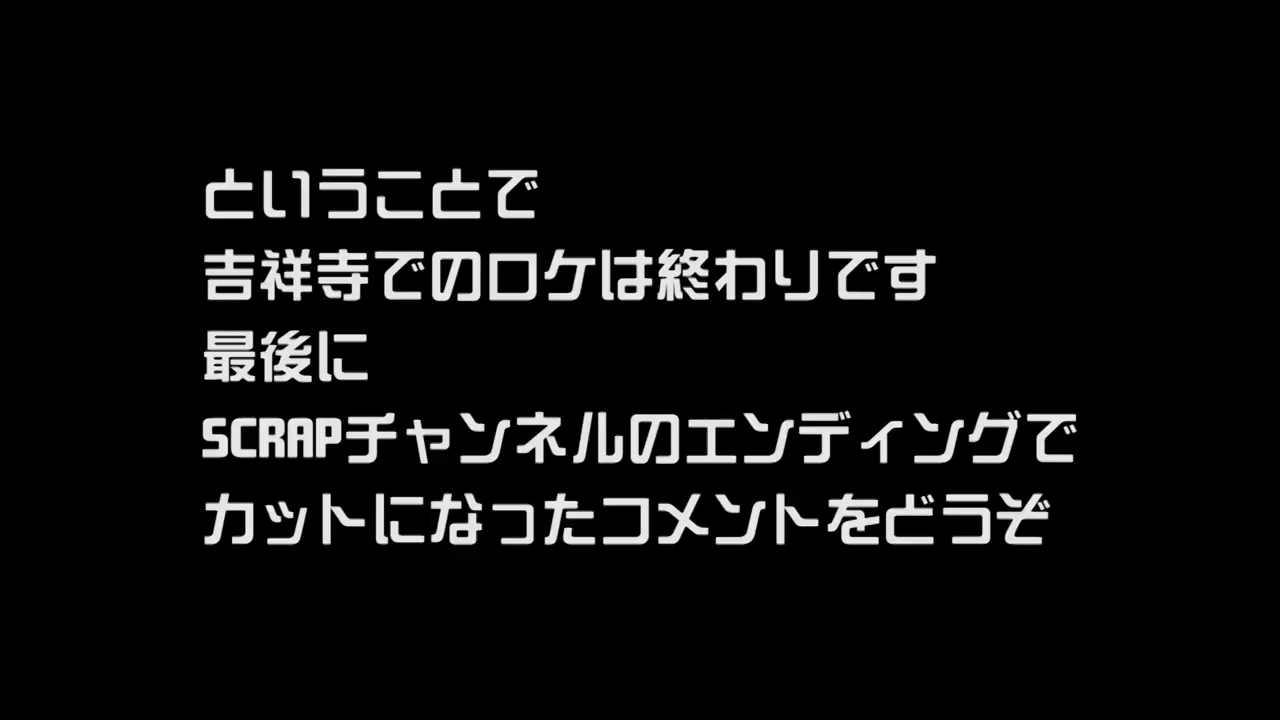 ということで
吉祥寺でのロケは終わりです
最後に
SCRAPチャンネルのエンディングで
カットになったコメントをどうぞ